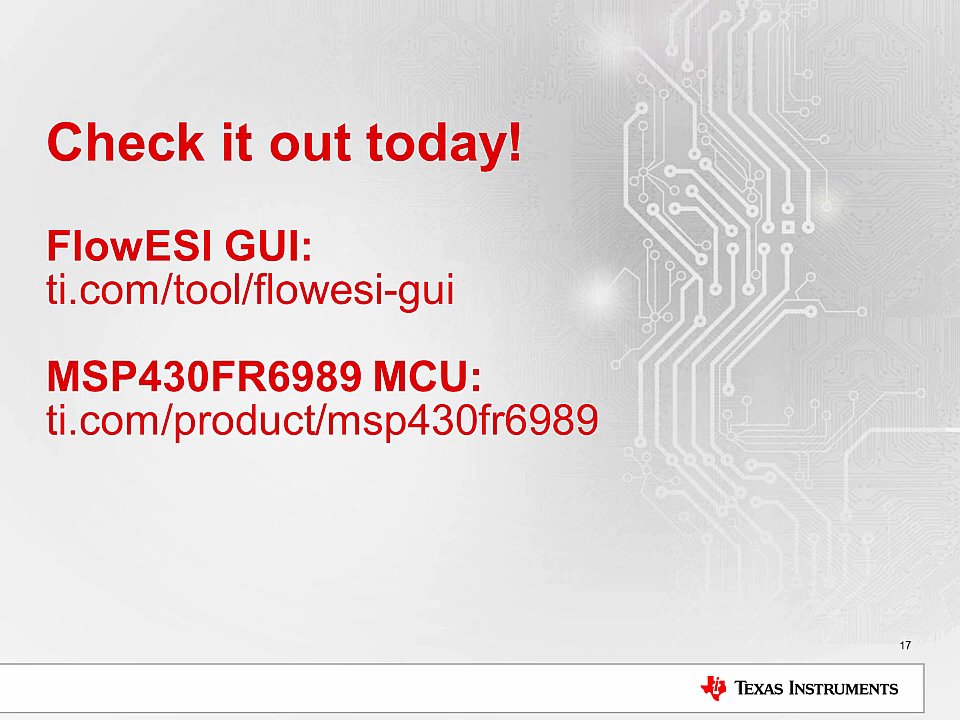 Check it out today!
FlowESI GUI:
ti.com/tool/flowesi-gui
MSP430FR6989 MCU:
ti.com/product/msp430fr6989
17
TEXAS INSTRUMENTS